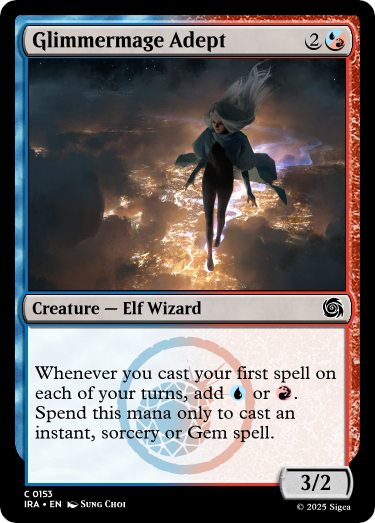 Glimmermage Adept 2
Creature — Elf Wizard
Whenever you cast your first spell on
each of your turns, add or .
Spend this mana only to cast an
instant, sorcery or Gem spell.
3/2
C 0153
IRA • EN Sung Choi
© 2025 Sigea